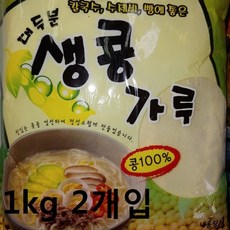 칼국수, 수제비, 빵에 좋은
대두분
생콩
가루
콩100%
1kg 2개입